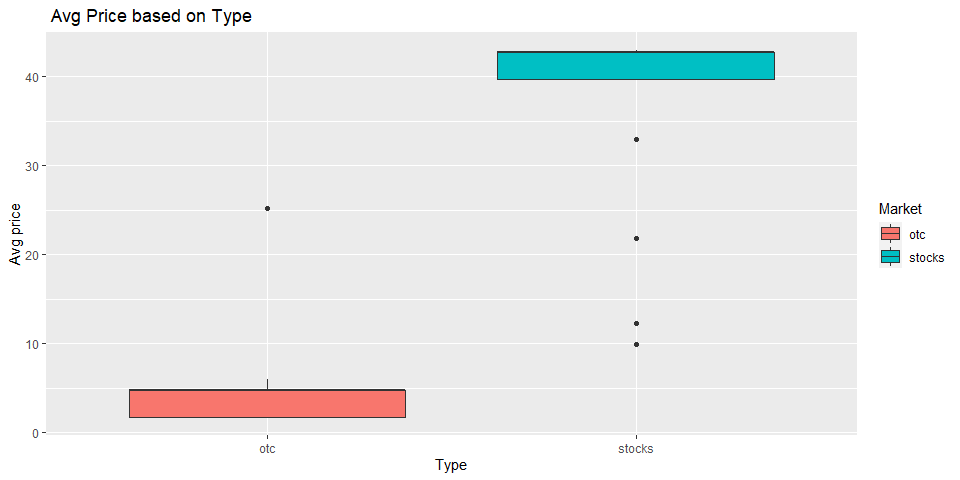 Avg Price based on Type
Avg price
40
30
20
10
0
otc
stocks
Type
Market
otc
stocks